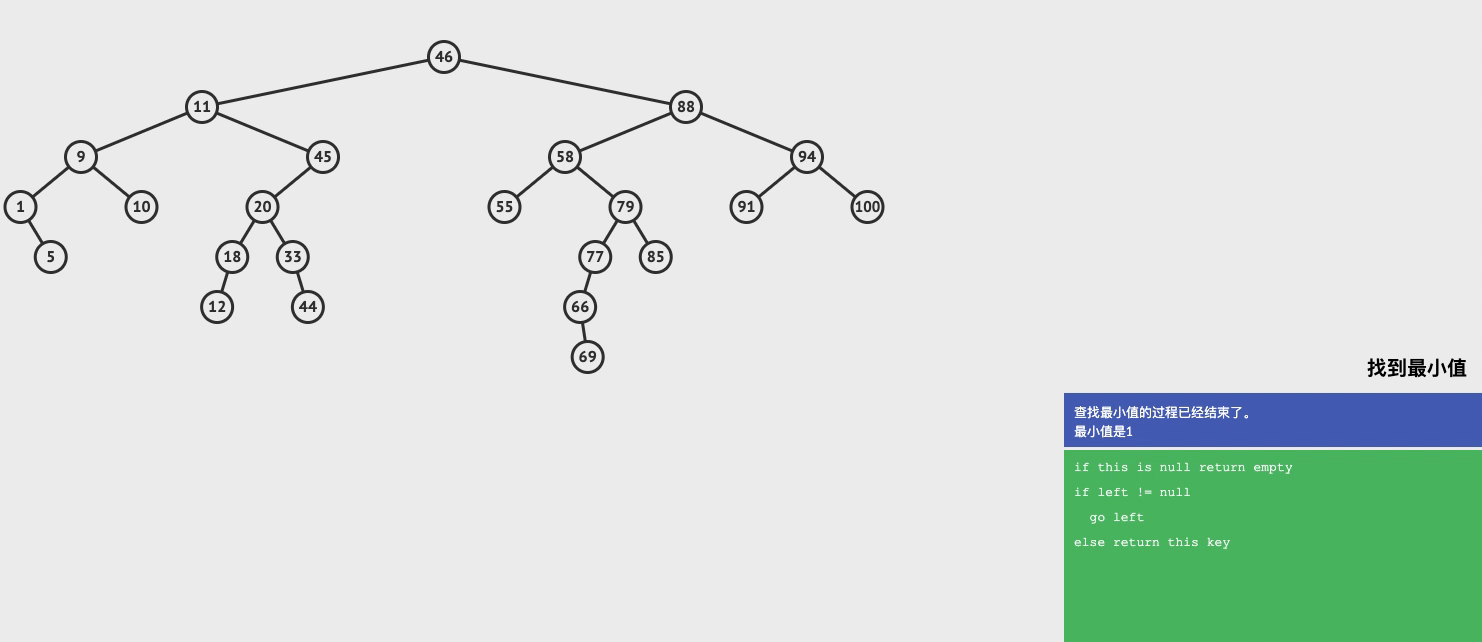 46
11 88
9 45 58 94
1 10 20 55 79 91 100
5 18 33 77 85
12 44 66
69
找到最小值
查找最小值的过程已经结束了。
最小值是1
if this is null return empty
if left != null
go left
else return this key